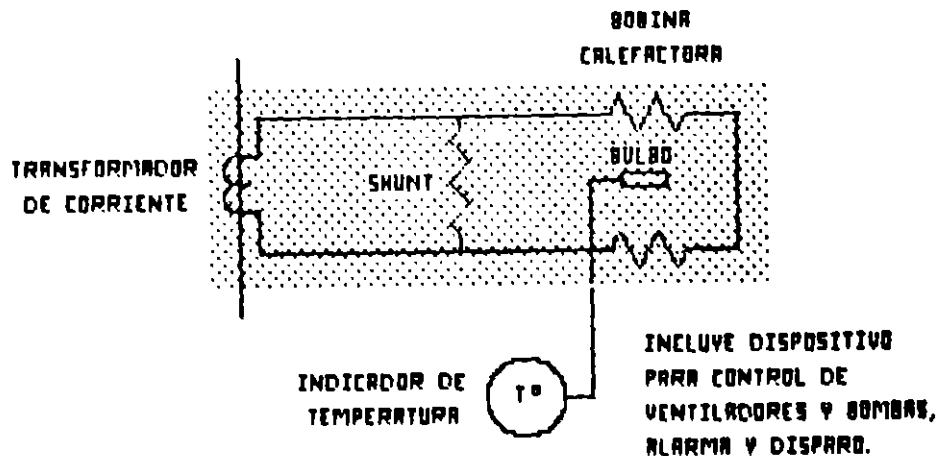 BOBINA
CALEFACTORA
TRANSFORMADOR
DE CORRIENTE
SHUNT
BULBO
INDICADOR DE
TEMPERATURA
Tº
INCLUYE DISPOSITIVO
PARA CONTROL DE
VENTILADORES Y BOMBAS,
ALARMA Y DISPARO.